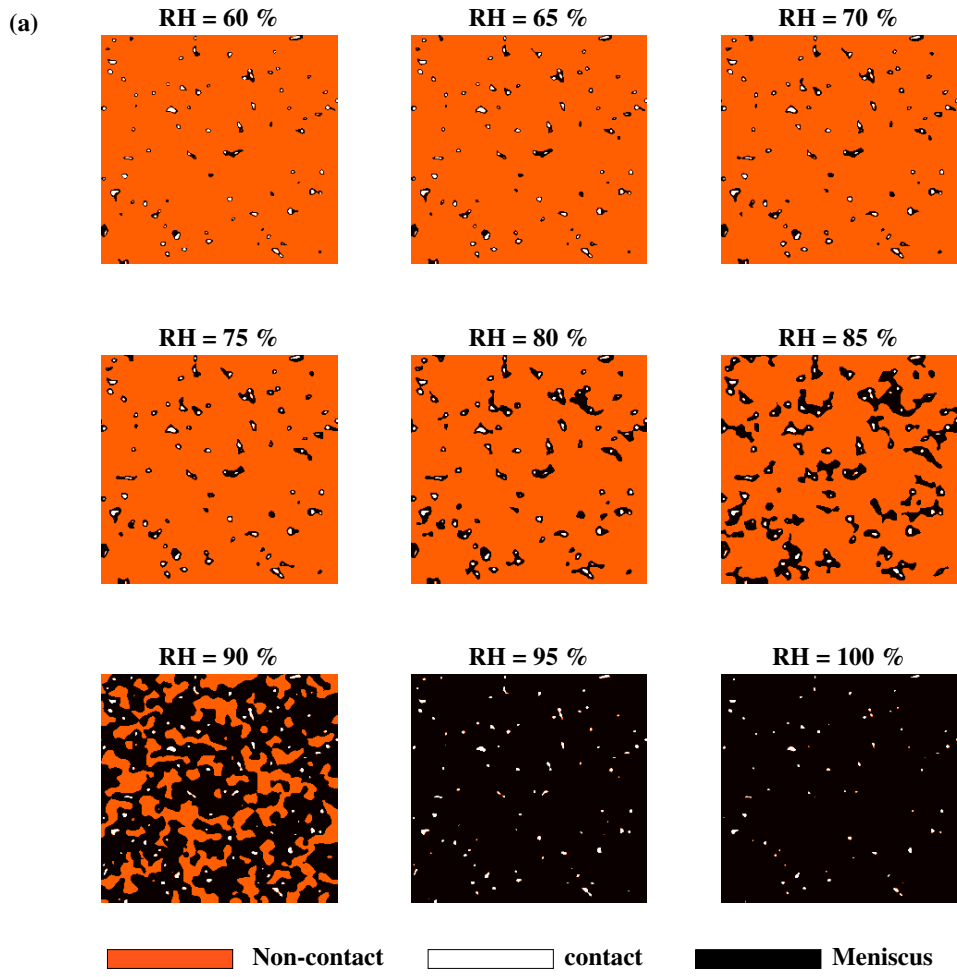 (a)
RH = 60 %
RH = 65 %
RH = 70 %
RH = 75 %
RH = 80 %
RH = 85 %
RH = 90 %
RH = 95 %
RH = 100 %
Non-contact
contact
Meniscus